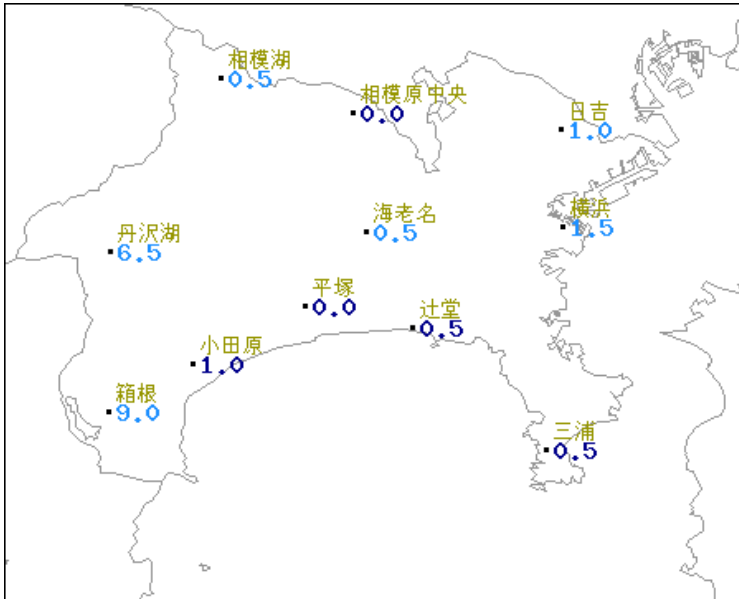 相模湖
0.5
相模原中央
0.0
日吉
1.0
横浜
1.5
海老名
0.5
丹沢湖
6.5
平塚
0.0
辻堂
0.5
小田原
1.0
箱根
9.0
三浦
0.5